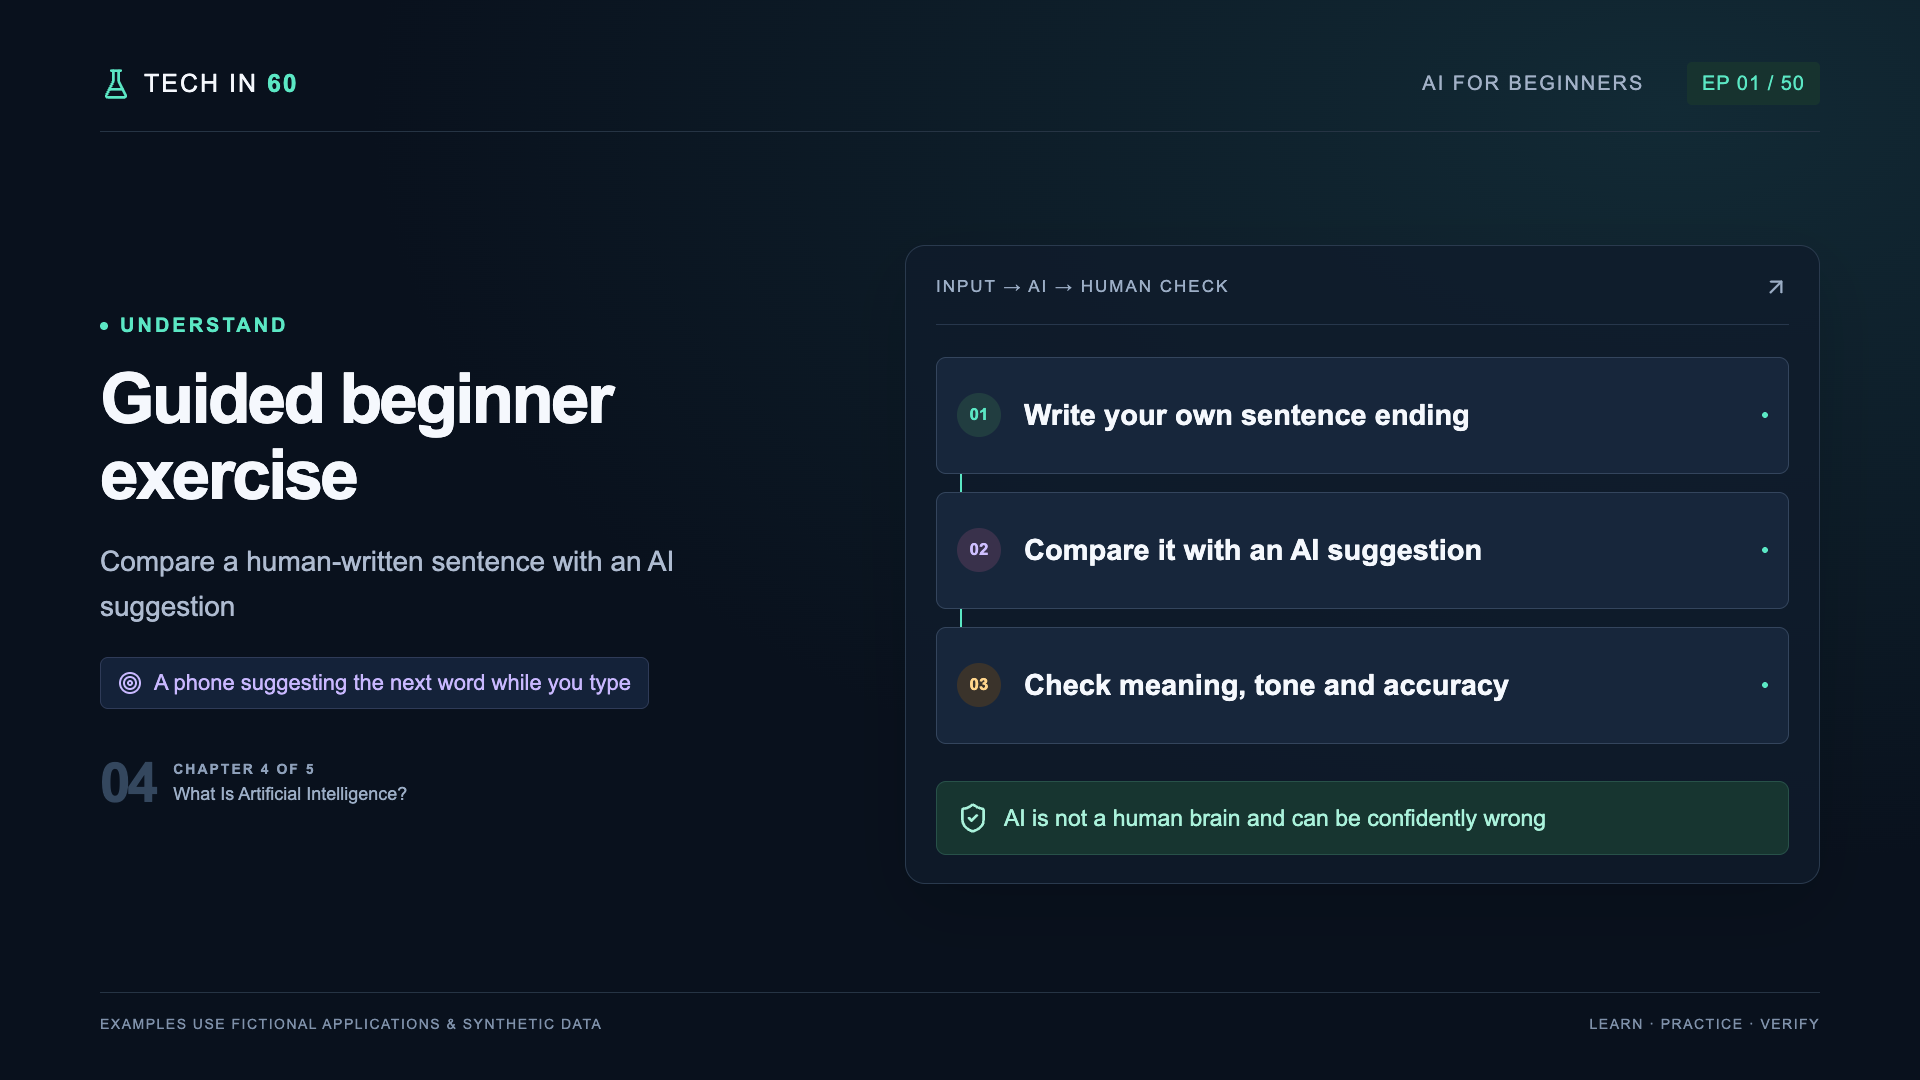 TECH IN 60
AI FOR BEGINNERS
EP 01 / 50
UNDERSTAND
Guided beginner
exercise
Compare a human-written sentence with an AI
suggestion
A phone suggesting the next word while you type
04
CHAPTER 4 OF 5
What Is Artificial Intelligence?
INPUT → AI → HUMAN CHECK
01
Write your own sentence ending
02
Compare it with an AI suggestion
03
Check meaning, tone and accuracy
AI is not a human brain and can be confidently wrong
EXAMPLES USE FICTIONAL APPLICATIONS & SYNTHETIC DATA
LEARN · PRACTICE · VERIFY